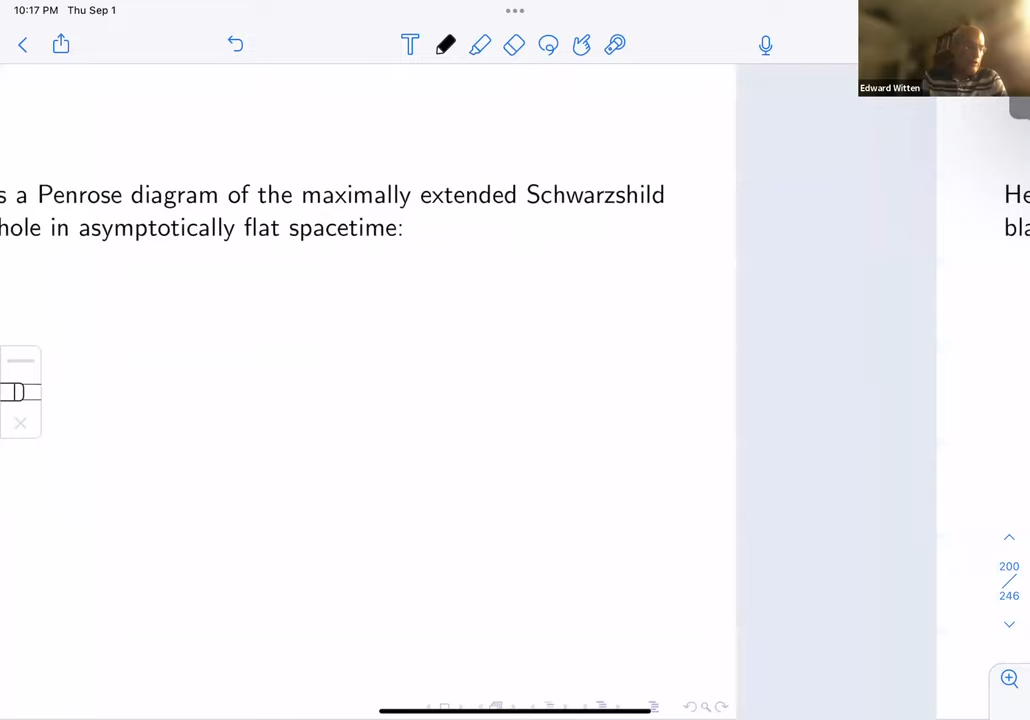 10:17 PM Thu Sep 1
Edward Witten
s a Penrose diagram of the maximally extended Schwarzshild
hole in asymptotically flat spacetime:
He
bla
200
246